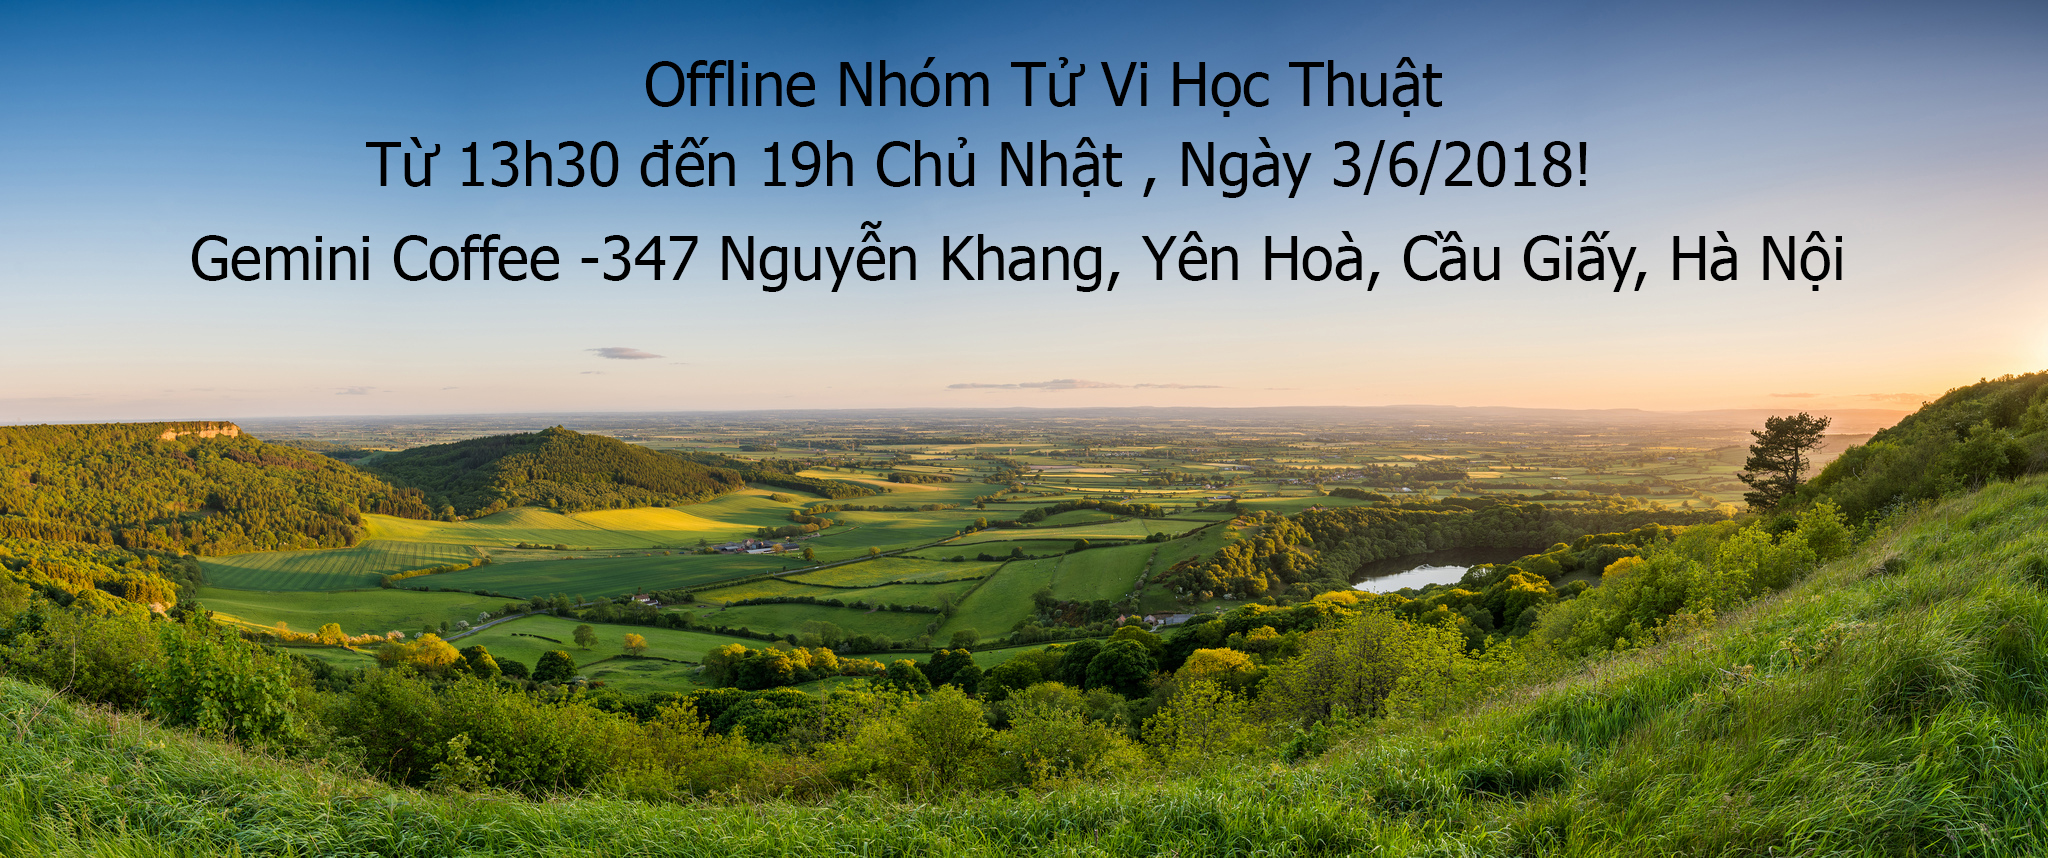 Offline Nhóm Tử Vi Học Thuật
Từ 13h30 đến 19h Chủ Nhật , Ngày 3/6/2018!
Gemini Coffee -347 Nguyễn Khang, Yên Hoà, Cầu Giấy, Hà Nội